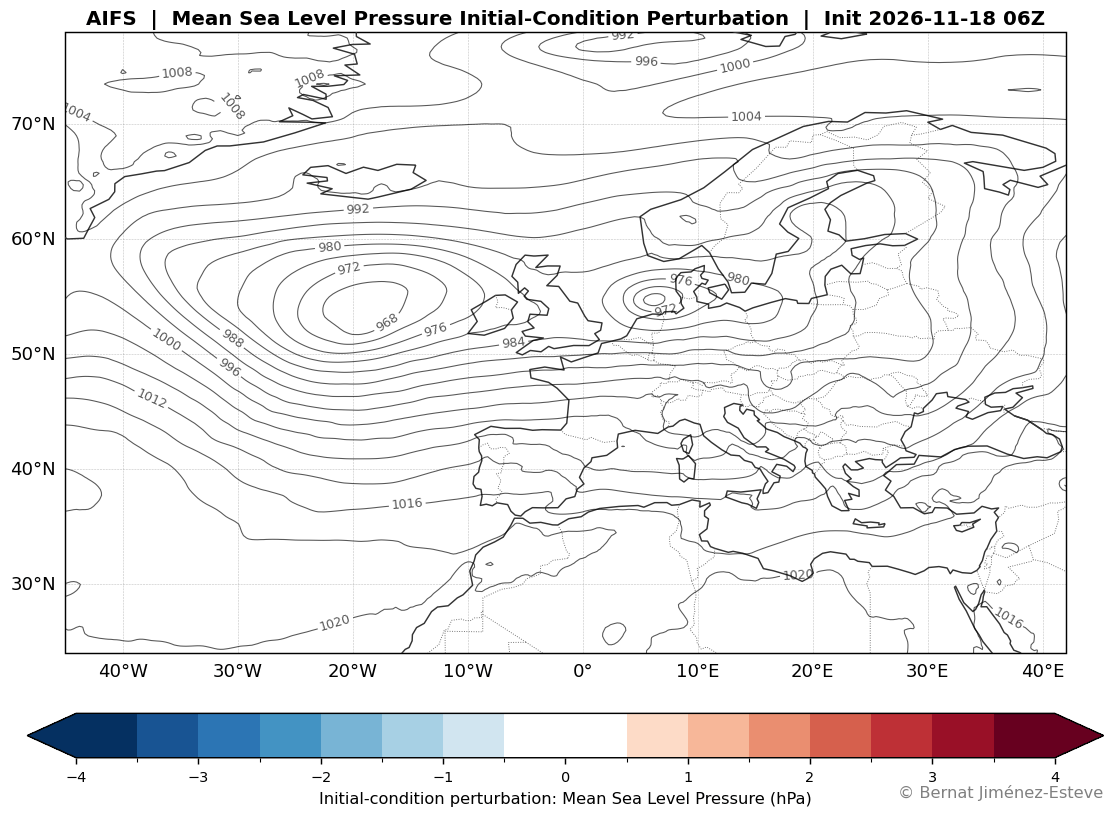 AIFS | Mean Sea Level Pressure Initial-Condition Perturbation | Init 2026-11-18 06Z
992
1008
1008
996
1000
1008
1004
1004
70°N
992
60°N
980
972
976
980
968
972
976
1000
988
984
50°N
996
1012
40°N
1016
30°N
1020
1020
1016
40°W 30°W 20°W 10°W 0° 10°E 20°E 30°E 40°E
−4 −3 −2 −1 0 1 2 3 4
Initial-condition perturbation: Mean Sea Level Pressure (hPa)
© Bernat Jiménez-Esteve